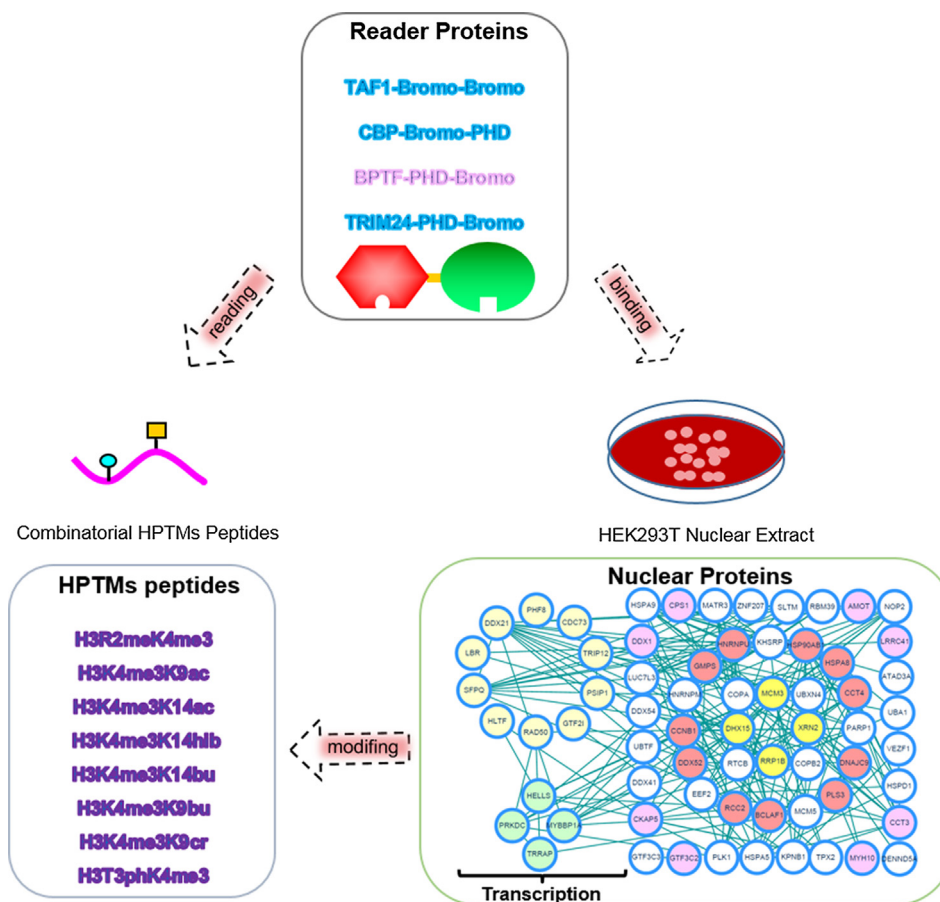 Reader Proteins
TAF1-Bromo-Bromo
CBP-Bromo-PHD
BPTF-PHD-Bromo
TRIM24-PHD-Bromo
reading
binding
Combinatorial HPTMs Peptides
HEK293T Nuclear Extract
HPTMs peptides
H3R2meK4me3
H3K4me3K9ac
H3K4me3K14ac
H3K4me3K14hib
H3K4me3K14bu
H3K4me3K9bu
H3K4me3K9cr
H3T3phK4me3
modifing
Nuclear Proteins
PHF8
DDX21
CDC73
LBR
TRIP12
SFPQ
PSIP1
HLTF
RAD50
GTF2I
HELLS
PRKDC
MYBBP1A
TRRAP
Transcription
HSPA9
CPS1
MATR3
ZNF207
SLTM
RBM39
AMOT
NOP2
DDX1
HNRNPU
KHSRP
HSP90AB
LRRC41
GMPS
HSPA8
LUC7L3
HNRNPM
COPA
MCM3
UBXN4
CCT4
ATAD3A
DDX54
UBA1
CCNB1
DHX15
XRN2
PARP1
UBTF
VEZF1
DDX52
RTCB
RRP1B
COPB2
DNAJC9
DDX41
EEF2
PLS3
HSPD1
RCC2
BCLAF1
MCM5
CKAP5
CCT3
GTF3C3
GTF3C2
PLK1
HSPA5
KPNB1
TPX2
MYH10
DENND5A